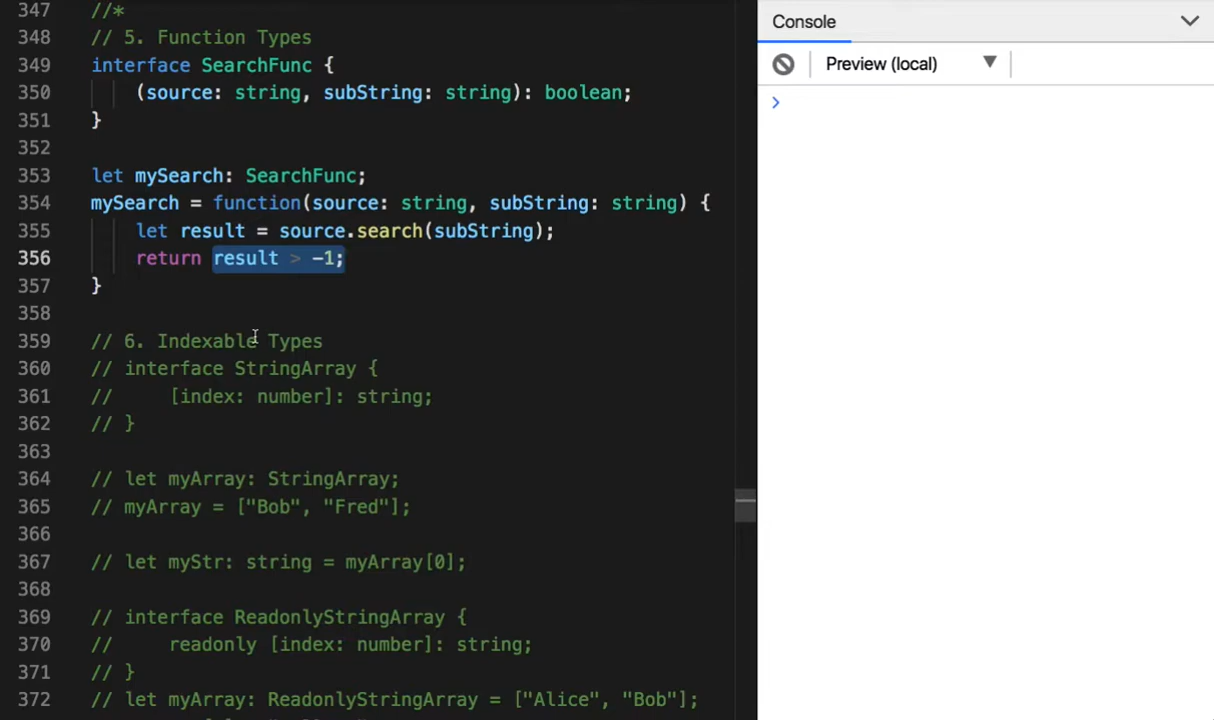 347 //*
348 // 5. Function Types
349 interface SearchFunc {
350 (source: string, subString: string): boolean;
351 }
352
353 let mySearch: SearchFunc;
354 mySearch = function(source: string, subString: string) {
355 let result = source.search(subString);
356 return result > -1;
357 }
358
359 // 6. Indexable Types
360 // interface StringArray {
361 // [index: number]: string;
362 // }
363
364 // let myArray: StringArray;
365 // myArray = ["Bob", "Fred"];
366
367 // let myStr: string = myArray[0];
368
369 // interface ReadonlyStringArray {
370 // readonly [index: number]: string;
371 // }
372 // let myArray: ReadonlyStringArray = ["Alice", "Bob"];
Console
Preview (local) ▼
>